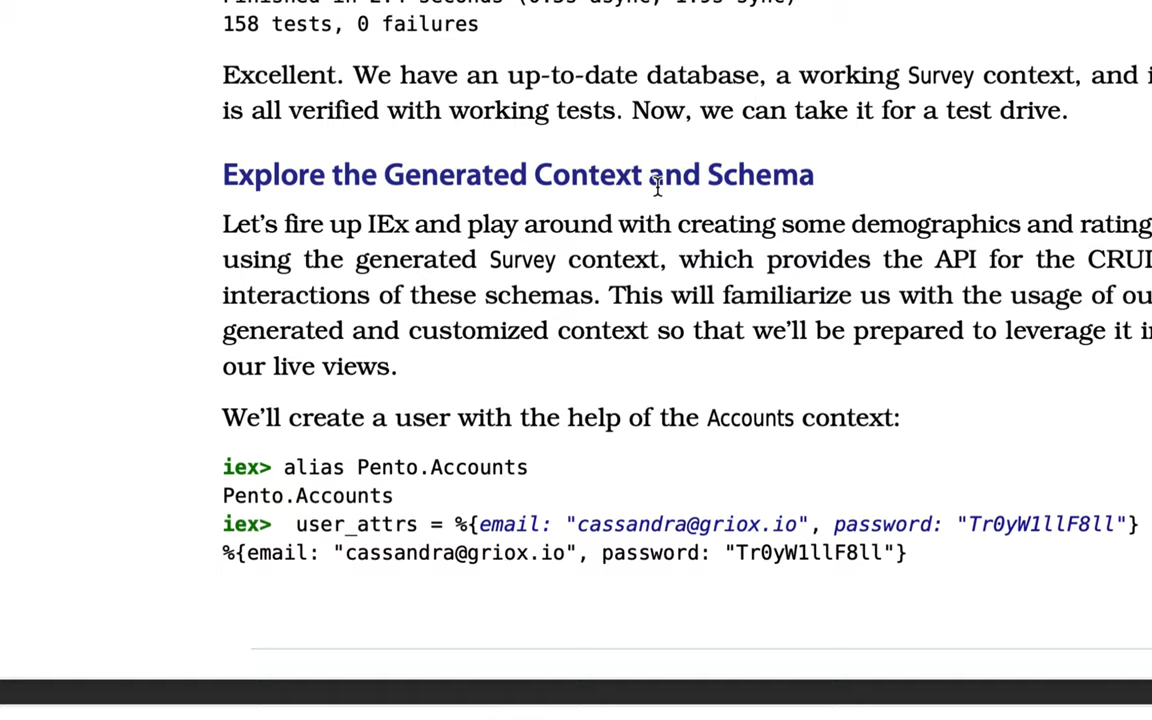 158 tests, 0 failures
Excellent. We have an up-to-date database, a working Survey context, and
is all verified with working tests. Now, we can take it for a test drive.
Explore the Generated Context and Schema
Let's fire up IEx and play around with creating some demographics and rating
using the generated Survey context, which provides the API for the
interactions of these schemas. This will familiarize us with the usage of
generated and customized context so that we'll be prepared to leverage it
our live views.
We'll create a user with the help of the Accounts context:
iex> alias Pento.Accounts
Pento.Accounts
iex> user_attrs = %{email: "cassandra@griox.io", password: "Tr0yW1llF8ll"}
%{email: "cassandra@griox.io", password: "Tr0yW1llF8ll"}